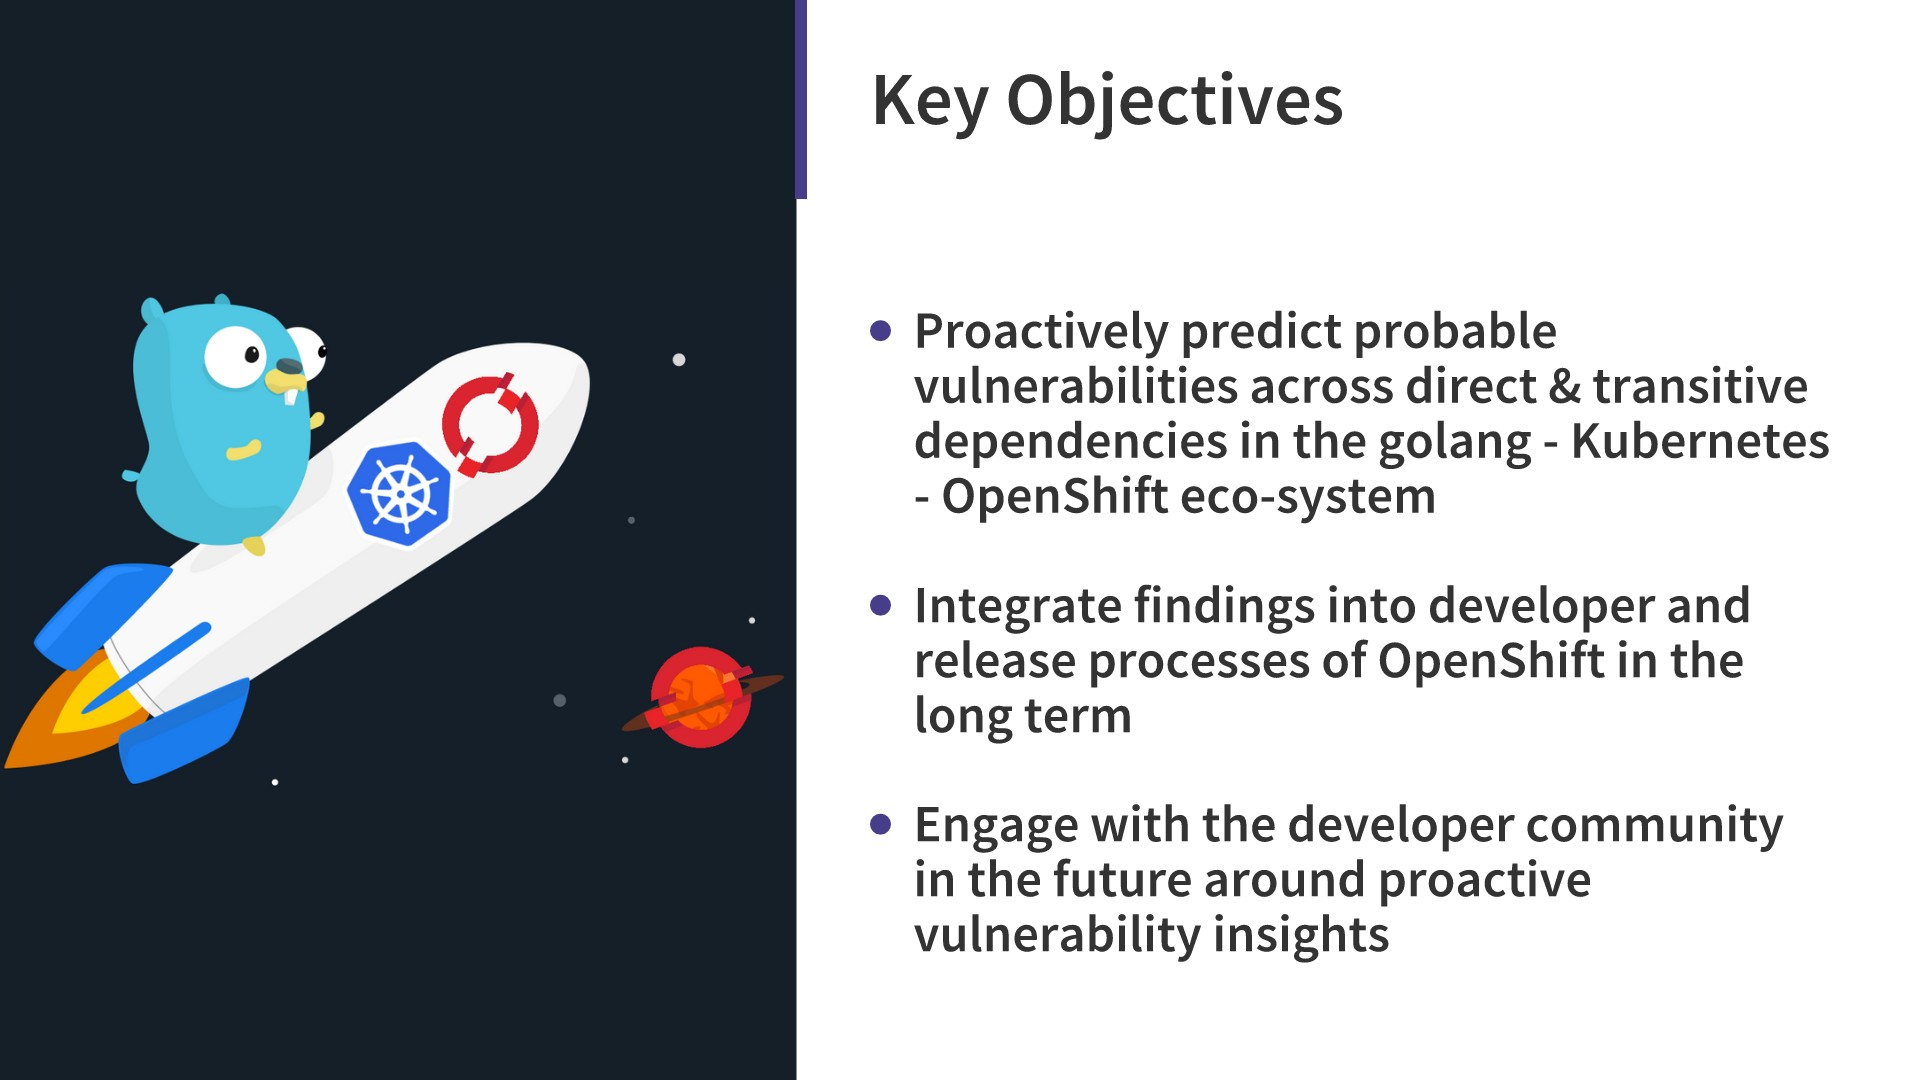 Key Objectives
Proactively predict probable
vulnerabilities across direct & transitive
dependencies in the golang - Kubernetes
- OpenShift eco-system
Integrate findings into developer and
release processes of OpenShift in the
long term
Engage with the developer community
in the future around proactive
vulnerability insights